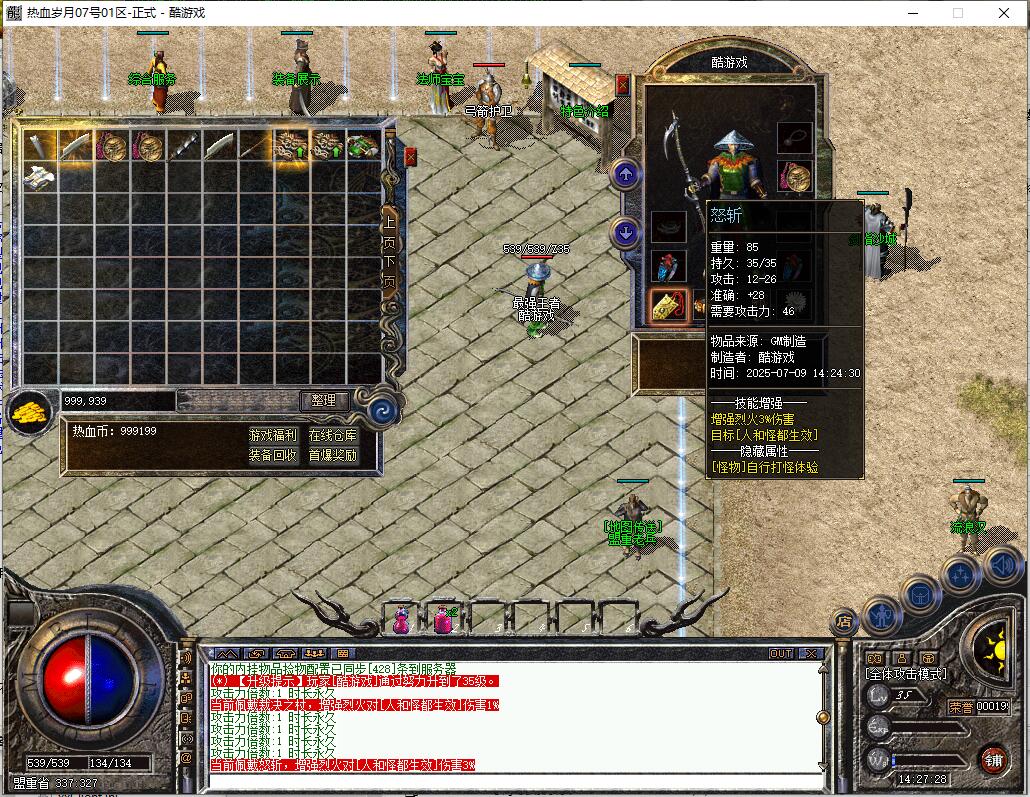 热血岁月07号01区-正式 - 酷游戏
酷游戏
综合服务
装备展示
法师宝宝
弓箭护卫
特色介绍
上页
下页
539/539/Z35
最强王者
酷游戏
省沙城
怒斩
重量: 85
持久: 35/35
攻击: 12-26
准确: +28
需要攻击力: 46
物品来源: GM制造
制造者: 酷游戏
时间: 2025-07-09 14:24:30
技能增强
增强烈火3%伤害
目标[人和怪都生效]
隐藏属性
[怪物]自行打怪体验
999,939
整理
热血币: 999199
游戏福利
在线仓库
装备回收
首爆奖励
[地图传送]
盟重老兵
流浪汉
x2
店
你的内挂物品捡物配置已同步[428]条到服务器
(*)【升级提示】玩家[酷游戏]通过努力升到了35级。
攻击力倍数:1 时长永久
当前佩戴裁决之杖，增强烈火对[人和怪都生效]伤害1%
攻击力倍数:1 时长永久
攻击力倍数:1 时长永久
攻击力倍数:1 时长永久
攻击力倍数:1 时长永久
当前佩戴怒斩，增强烈火对[人和怪都生效]伤害3%
OUT
[全体攻击模式]
Lv 35
荣誉 00019
Exp
14:27:28
铺
539/539
134/134
盟重省 337:327